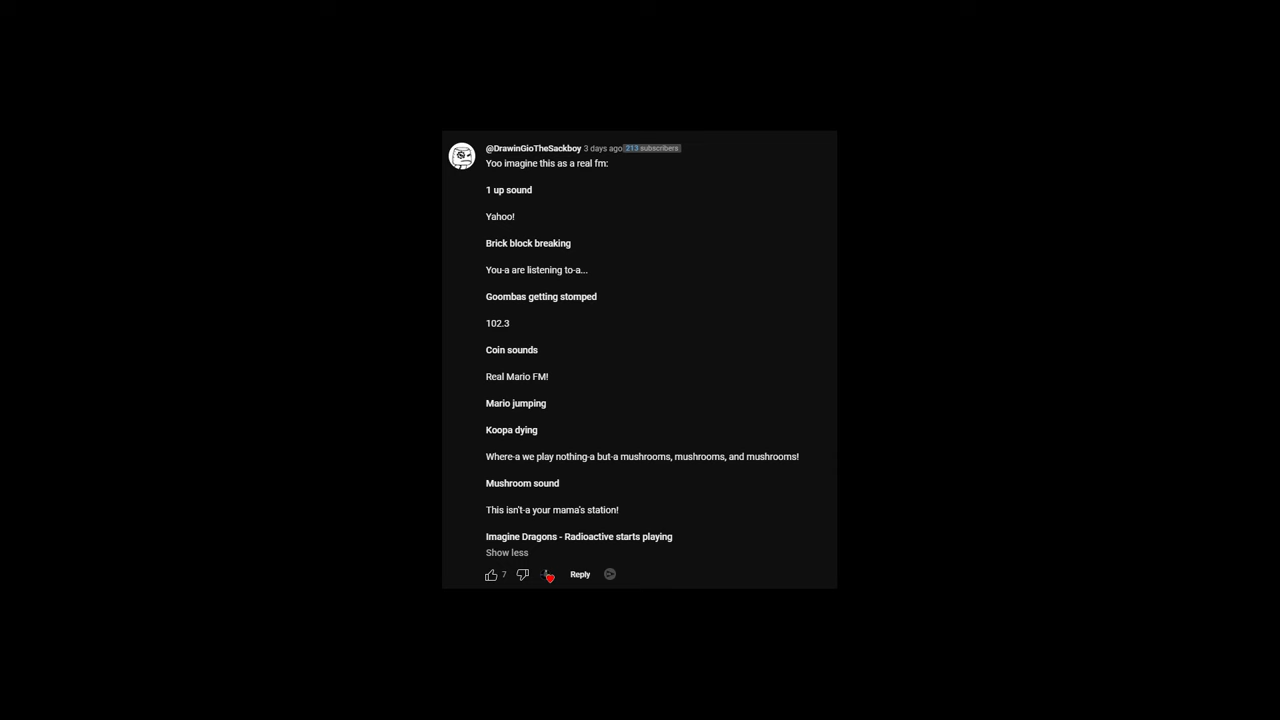 @DrawinGioTheSackboy 3 days ago 213 subscribers
Yoo imagine this as a real fm:
1 up sound
Yahoo!
Brick block breaking
You-a are listening to-a...
Goombas getting stomped
102.3
Coin sounds
Real Mario FM!
Mario jumping
Koopa dying
Where-a we play nothing-a but-a mushrooms, mushrooms, and mushrooms!
Mushroom sound
This isn't-a your mama's station!
Imagine Dragons - Radioactive starts playing
Show less
7 Reply